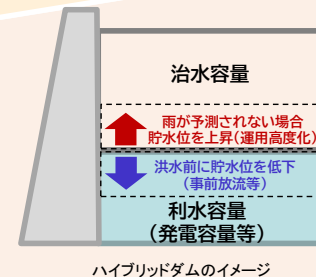 治水容量
雨が予測されない場合
貯水位を上昇(運用高度化)
洪水前に貯水位を低下
(事前放流等)
利水容量
(発電容量等)
ハイブリッドダムのイメージ